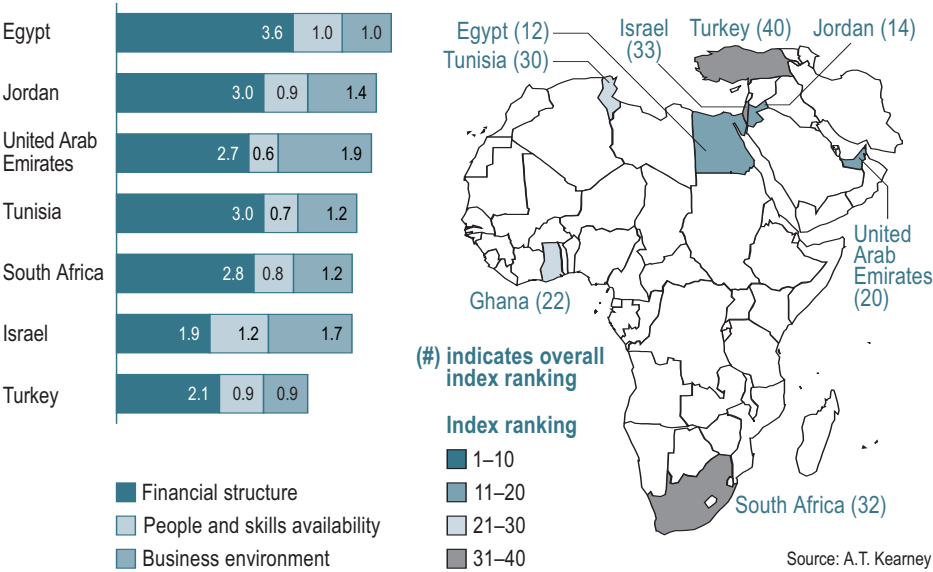 Egypt
3.6 1.0 1.0
Jordan
3.0 0.9 1.4
United Arab
Emirates
2.7 0.6 1.9
Tunisia
3.0 0.7 1.2
South Africa
2.8 0.8 1.2
Israel
1.9 1.2 1.7
Turkey
2.1 0.9 0.9
Financial structure
People and skills availability
Business environment
Egypt (12)
Tunisia (30)
Israel
(33)
Turkey (40)
Jordan (14)
United
Arab
Emirates
(20)
Ghana (22)
South Africa (32)
(#) indicates overall
index ranking
Index ranking
1–10
11–20
21–30
31–40
Source: A.T. Kearney